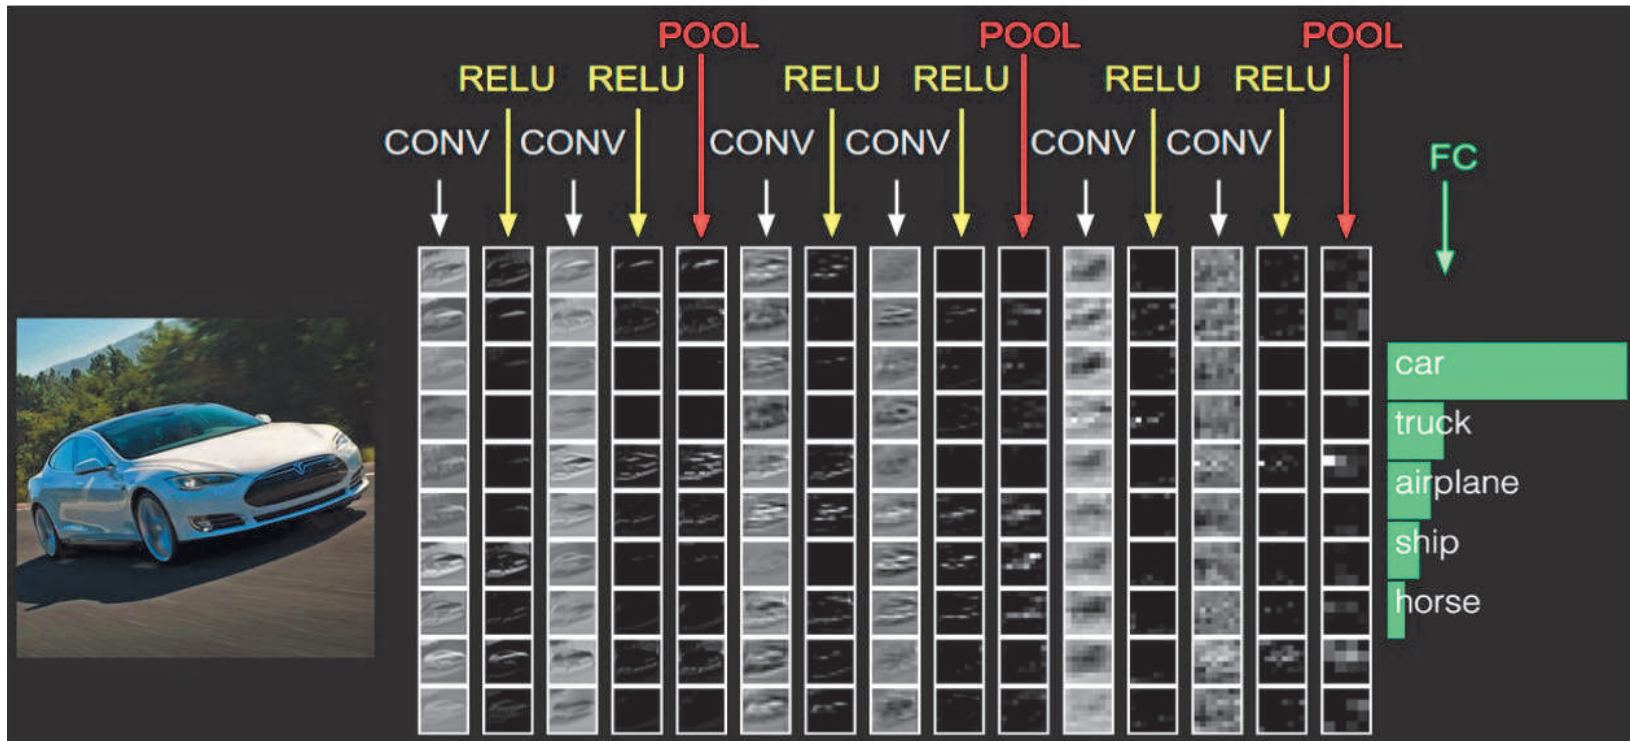 POOL POOL POOL
RELU RELU RELU RELU RELU RELU
CONV CONV CONV CONV CONV CONV
FC
car
truck
airplane
ship
horse